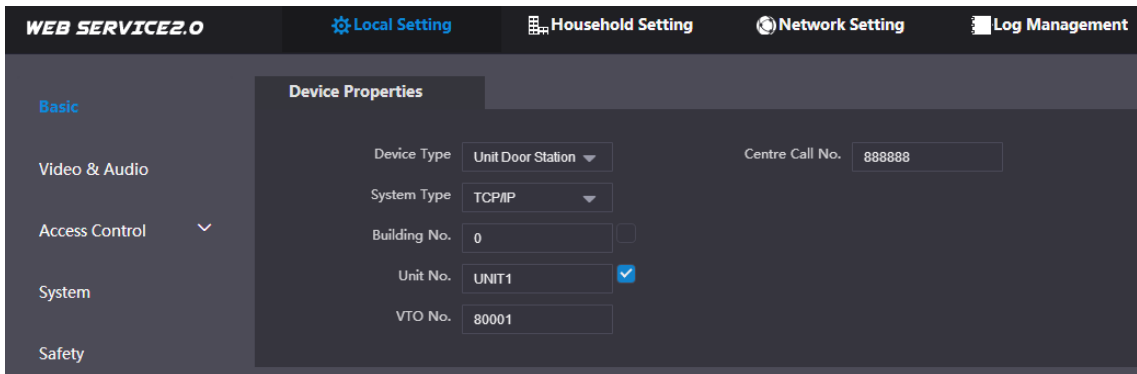 WEB SERVICE2.0 Local Setting Household Setting Network Setting Log Management
Basic
Video & Audio
Access Control
System
Safety
Device Properties
Device Type Unit Door Station Centre Call No. 888888
System Type TCP/IP
Building No. 0
Unit No. UNIT1
VTO No. 80001